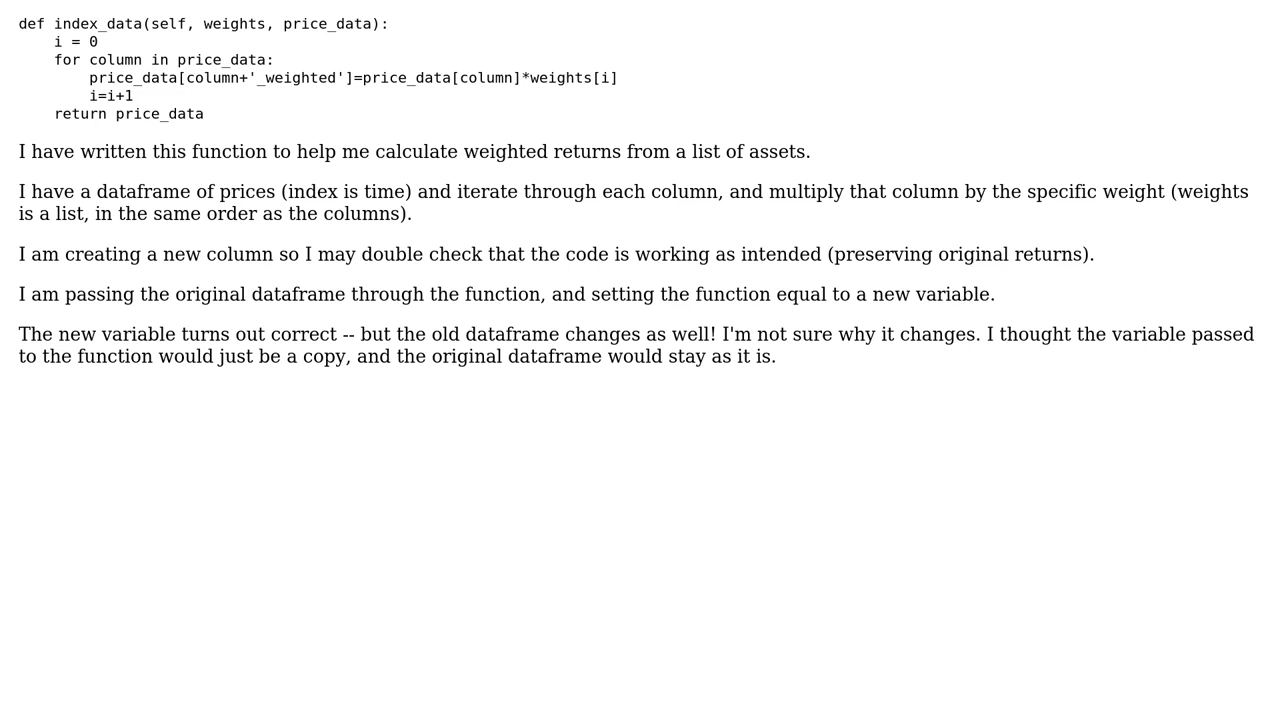 def index_data(self, weights, price_data):
    i = 0
    for column in price_data:
        price_data[column+'_weighted']=price_data[column]*weights[i]
        i=i+1
    return price_data
I have written this function to help me calculate weighted returns from a list of assets.
I have a dataframe of prices (index is time) and iterate through each column, and multiply that column by the specific weight (weights
is a list, in the same order as the columns).
I am creating a new column so I may double check that the code is working as intended (preserving original returns).
I am passing the original dataframe through the function, and setting the function equal to a new variable.
The new variable turns out correct -- but the old dataframe changes as well! I'm not sure why it changes. I thought the variable passed
to the function would just be a copy, and the original dataframe would stay as it is.